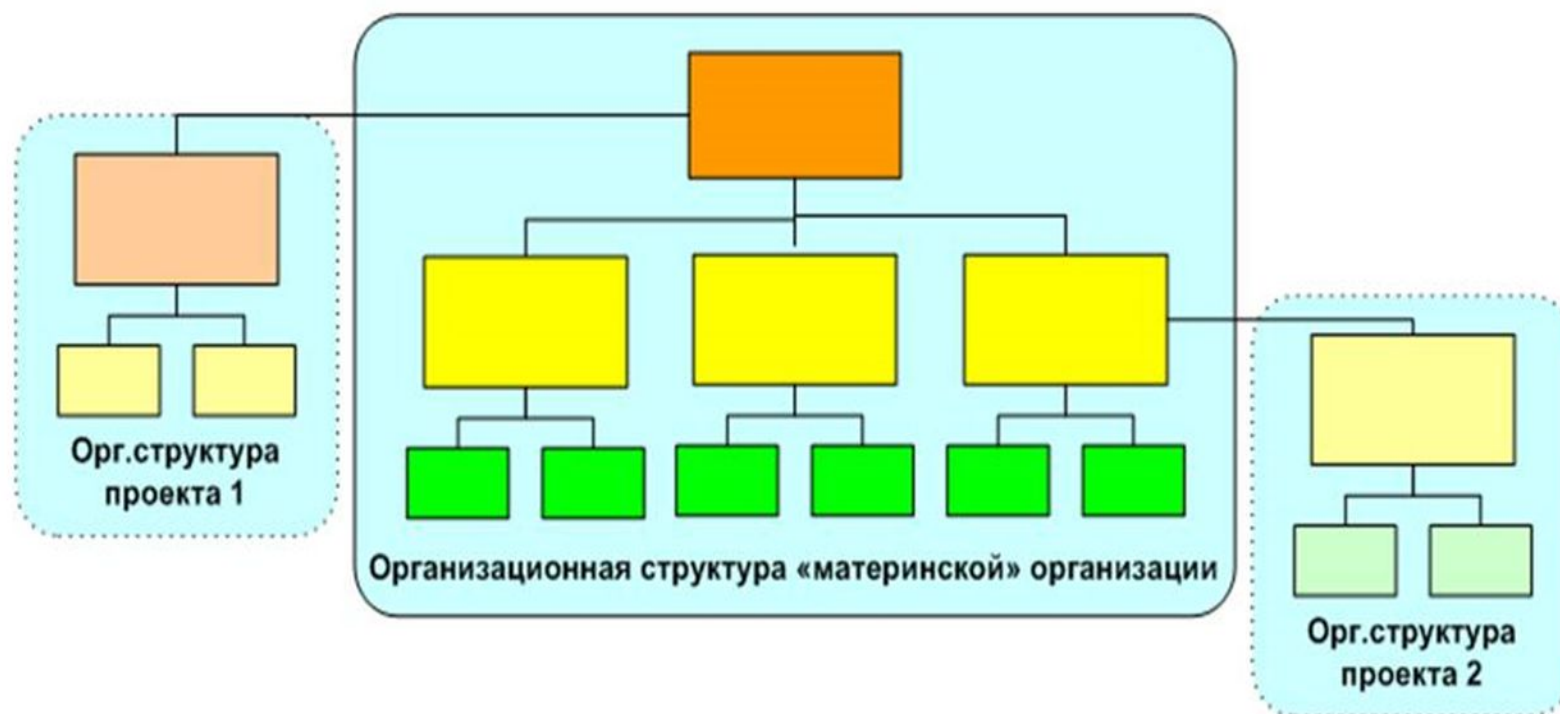 Орг.структура
проекта 1
Организационная структура «материнской» организации
Орг.структура
проекта 2